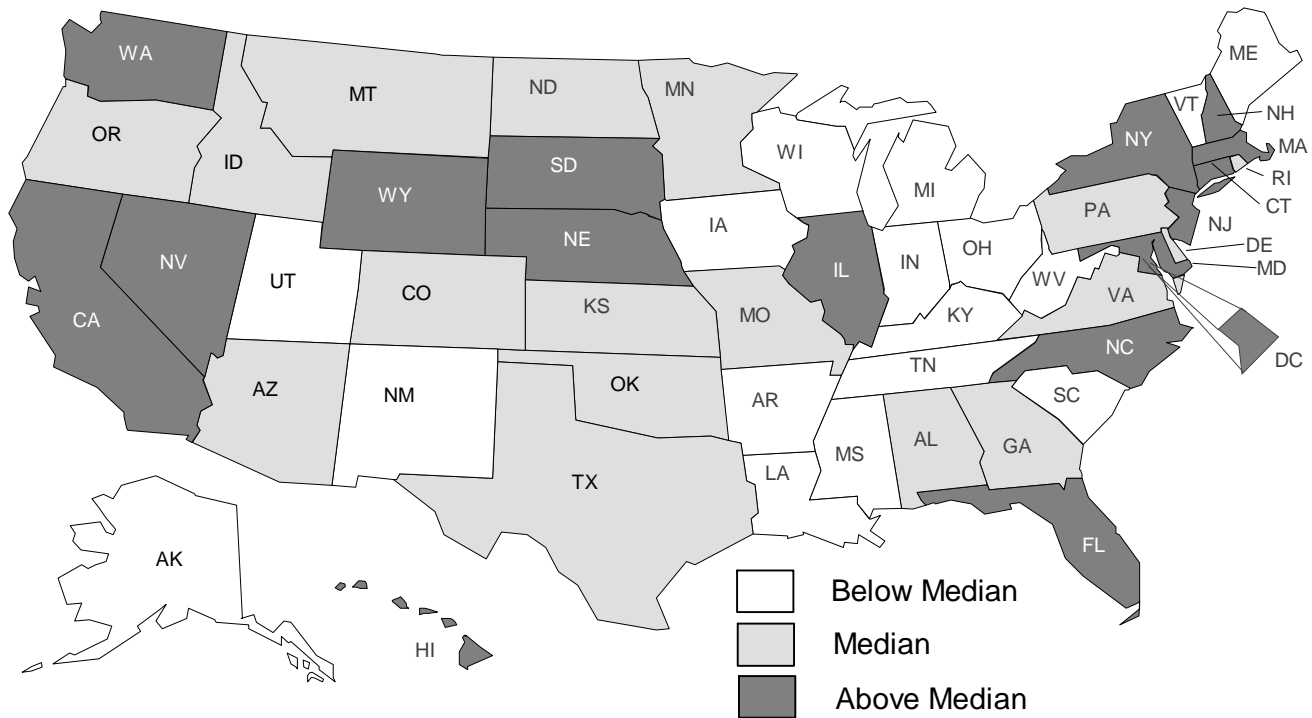 WA
MT
ND
MN
ME
VT
NH
OR
ID
SD
WI
NY
MA
MI
RI
WY
CT
PA
NJ
IA
NE
DE
NV
UT
IL
IN
OH
MD
CO
WV
VA
KS
MO
CA
KY
NC
DC
TN
AZ
NM
OK
AR
SC
AL
GA
MS
LA
TX
FL
AK
Below Median
HI
Median
Above Median